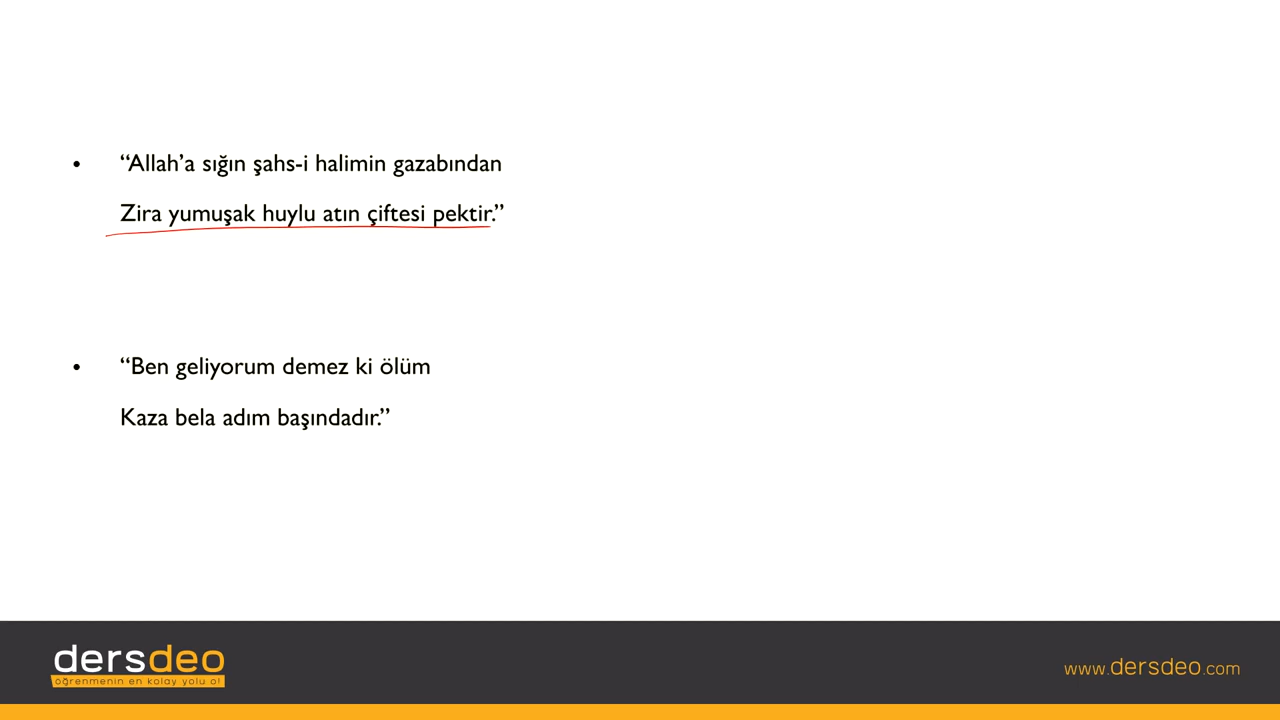 • “Allah’a sığın şahs-i halimin gazabından
Zira yumuşak huylu atın çiftesi pektir.”
• “Ben geliyorum demez ki ölüm
Kaza bela adım başındadır.”
dersdeo
öğrenmenin en kolay yolu o!
www.dersdeo.com